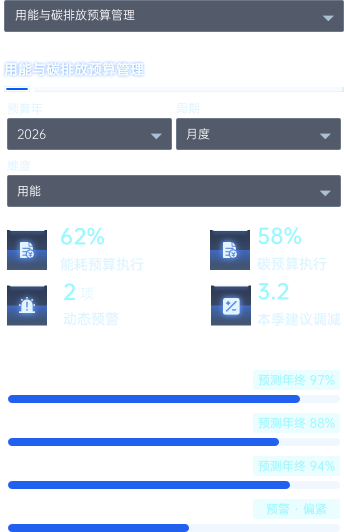 用能与碳排放预算管理
用能与碳排放预算管理
预算年
周期
2026
月度
维度
用能
62%
能耗预算执行
58%
碳预算执行
2 项
动态预警
3.2
本季建议调减
预测年终 97%
预测年终 88%
预测年终 94%
预警 · 偏紧